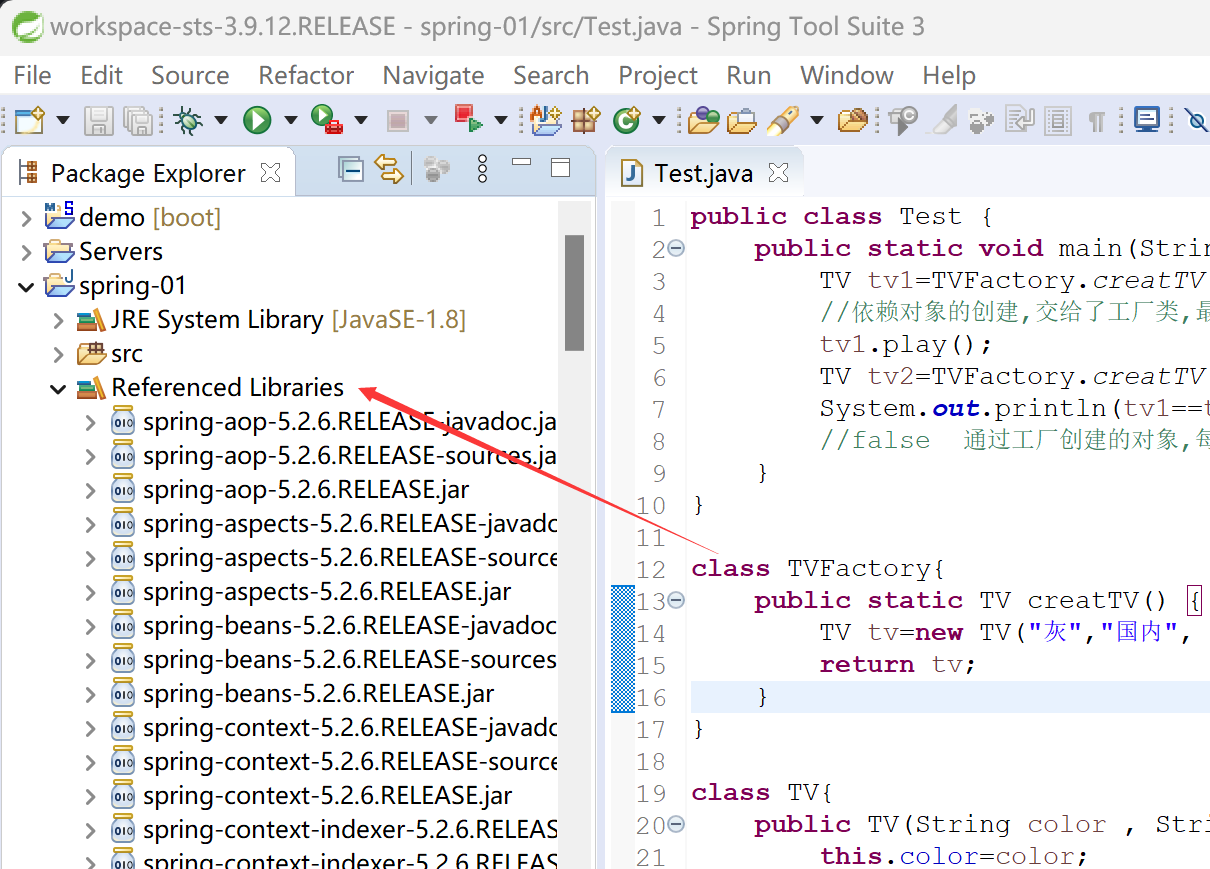 workspace-sts-3.9.12.RELEASE - spring-01/src/Test.java - Spring Tool Suite 3
File Edit Source Refactor Navigate Search Project Run Window Help
Package Explorer
demo [boot]
Servers
spring-01
JRE System Library [JavaSE-1.8]
src
Referenced Libraries
spring-aop-5.2.6.RELEASE-javadoc.ja
spring-aop-5.2.6.RELEASE-sources.ja
spring-aop-5.2.6.RELEASE.jar
spring-aspects-5.2.6.RELEASE-javadc
spring-aspects-5.2.6.RELEASE-source
spring-aspects-5.2.6.RELEASE.jar
spring-beans-5.2.6.RELEASE-javadoc
spring-beans-5.2.6.RELEASE-sources
spring-beans-5.2.6.RELEASE.jar
spring-context-5.2.6.RELEASE-javadc
spring-context-5.2.6.RELEASE-source
spring-context-5.2.6.RELEASE.jar
spring-context-indexer-5.2.6.RELEAS
spring-context-indexer-5.2.6.RELEAS
Test.java
1 public class Test {
2 public static void main(Strin
3 TV tv1=TVFactory.creatTV
4 //依赖对象的创建,交给了工厂类,最
5 tv1.play();
6 TV tv2=TVFactory.creatTV
7 System.out.println(tv1==t
8 //false 通过工厂创建的对象,每
9 }
10 }
11
12 class TVFactory{
13 public static TV creatTV() {
14 TV tv=new TV("灰","国内",
15 return tv;
16 }
17 }
18
19 class TV{
20 public TV(String color , Stri
21 this.color=color;